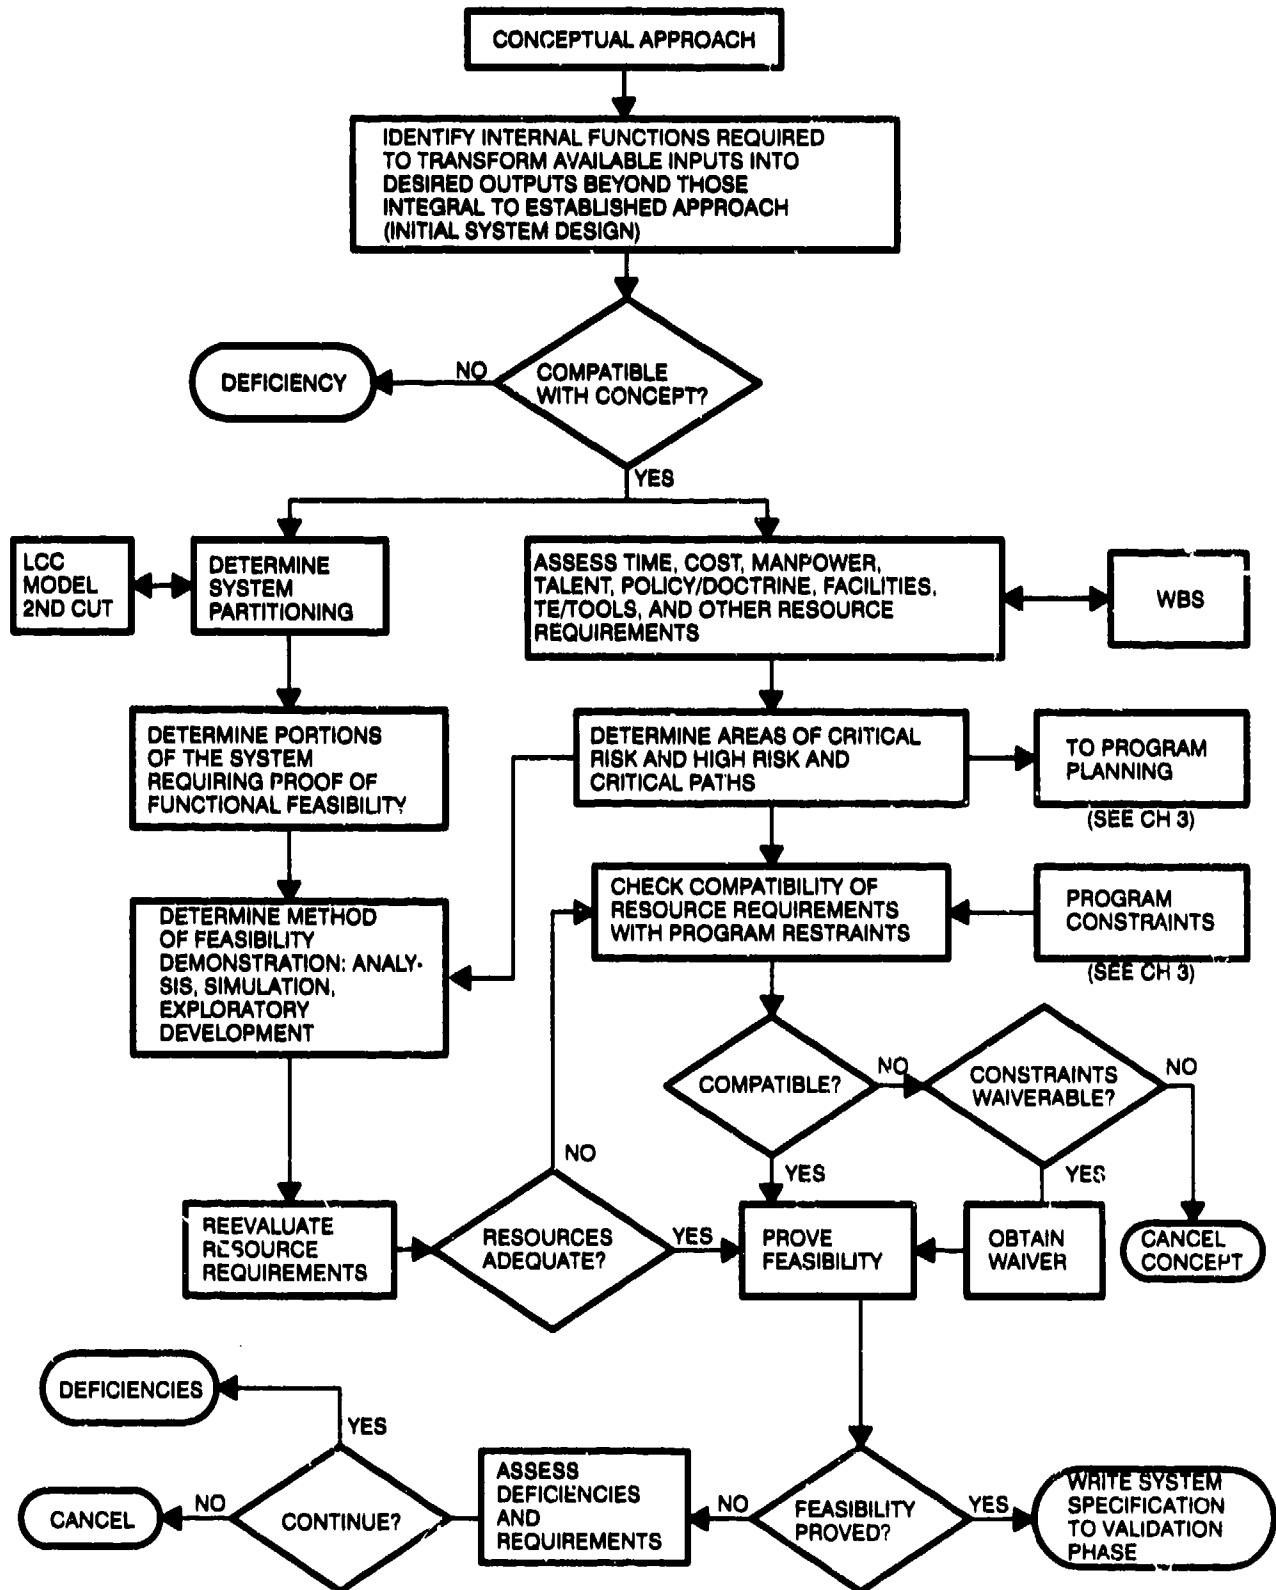 CONCEPTUAL APPROACH
IDENTIFY INTERNAL FUNCTIONS REQUIRED
TO TRANSFORM AVAILABLE INPUTS INTO
DESIRED OUTPUTS BEYOND THOSE
INTEGRAL TO ESTABLISHED APPROACH
(INITIAL SYSTEM DESIGN)
COMPATIBLE
WITH CONCEPT?
NO
DEFICIENCY
YES
LCC
MODEL
2ND CUT
DETERMINE
SYSTEM
PARTITIONING
ASSESS TIME, COST, MANPOWER,
TALENT, POLICY/DOCTRINE, FACILITIES,
TE/TOOLS, AND OTHER RESOURCE
REQUIREMENTS
WBS
DETERMINE PORTIONS
OF THE SYSTEM
REQUIRING PROOF OF
FUNCTIONAL FEASIBILITY
DETERMINE AREAS OF CRITICAL
RISK AND HIGH RISK AND
CRITICAL PATHS
TO PROGRAM
PLANNING
(SEE CH 3)
DETERMINE METHOD
OF FEASIBILITY
DEMONSTRATION: ANALY-
SIS, SIMULATION,
EXPLORATORY
DEVELOPMENT
CHECK COMPATIBILITY OF
RESOURCE REQUIREMENTS
WITH PROGRAM RESTRAINTS
PROGRAM
CONSTRAINTS
(SEE CH 3)
COMPATIBLE?
NO
CONSTRAINTS
WAIVERABLE?
NO
YES
YES
REEVALUATE
RESOURCE
REQUIREMENTS
NO
RESOURCES
ADEQUATE?
YES
PROVE
FEASIBILITY
OBTAIN
WAIVER
CANCEL
CONCEPT
DEFICIENCIES
YES
CANCEL
NO
CONTINUE?
ASSESS
DEFICIENCIES
AND
REQUIREMENTS
NO
FEASIBILITY
PROVED?
YES
WRITE SYSTEM
SPECIFICATION
TO VALIDATION
PHASE